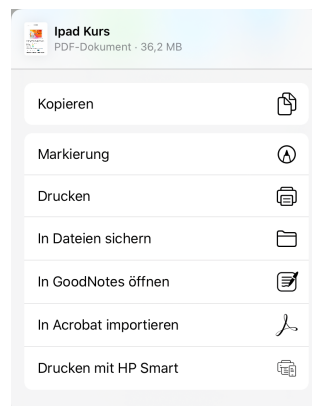 Ipad Kurs
PDF-Dokument · 36,2 MB
Kopieren
Markierung
Drucken
In Dateien sichern
In GoodNotes öffnen
In Acrobat importieren
Drucken mit HP Smart